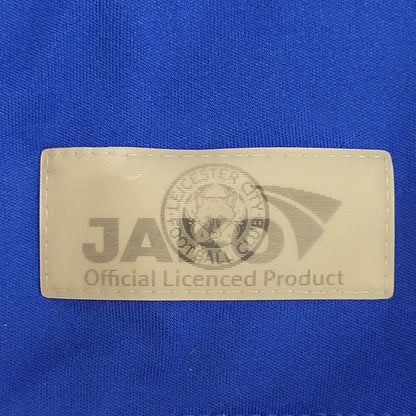 LEICESTER CITY
FOOTBALL CLUB
JAKO
Official Licenced Product